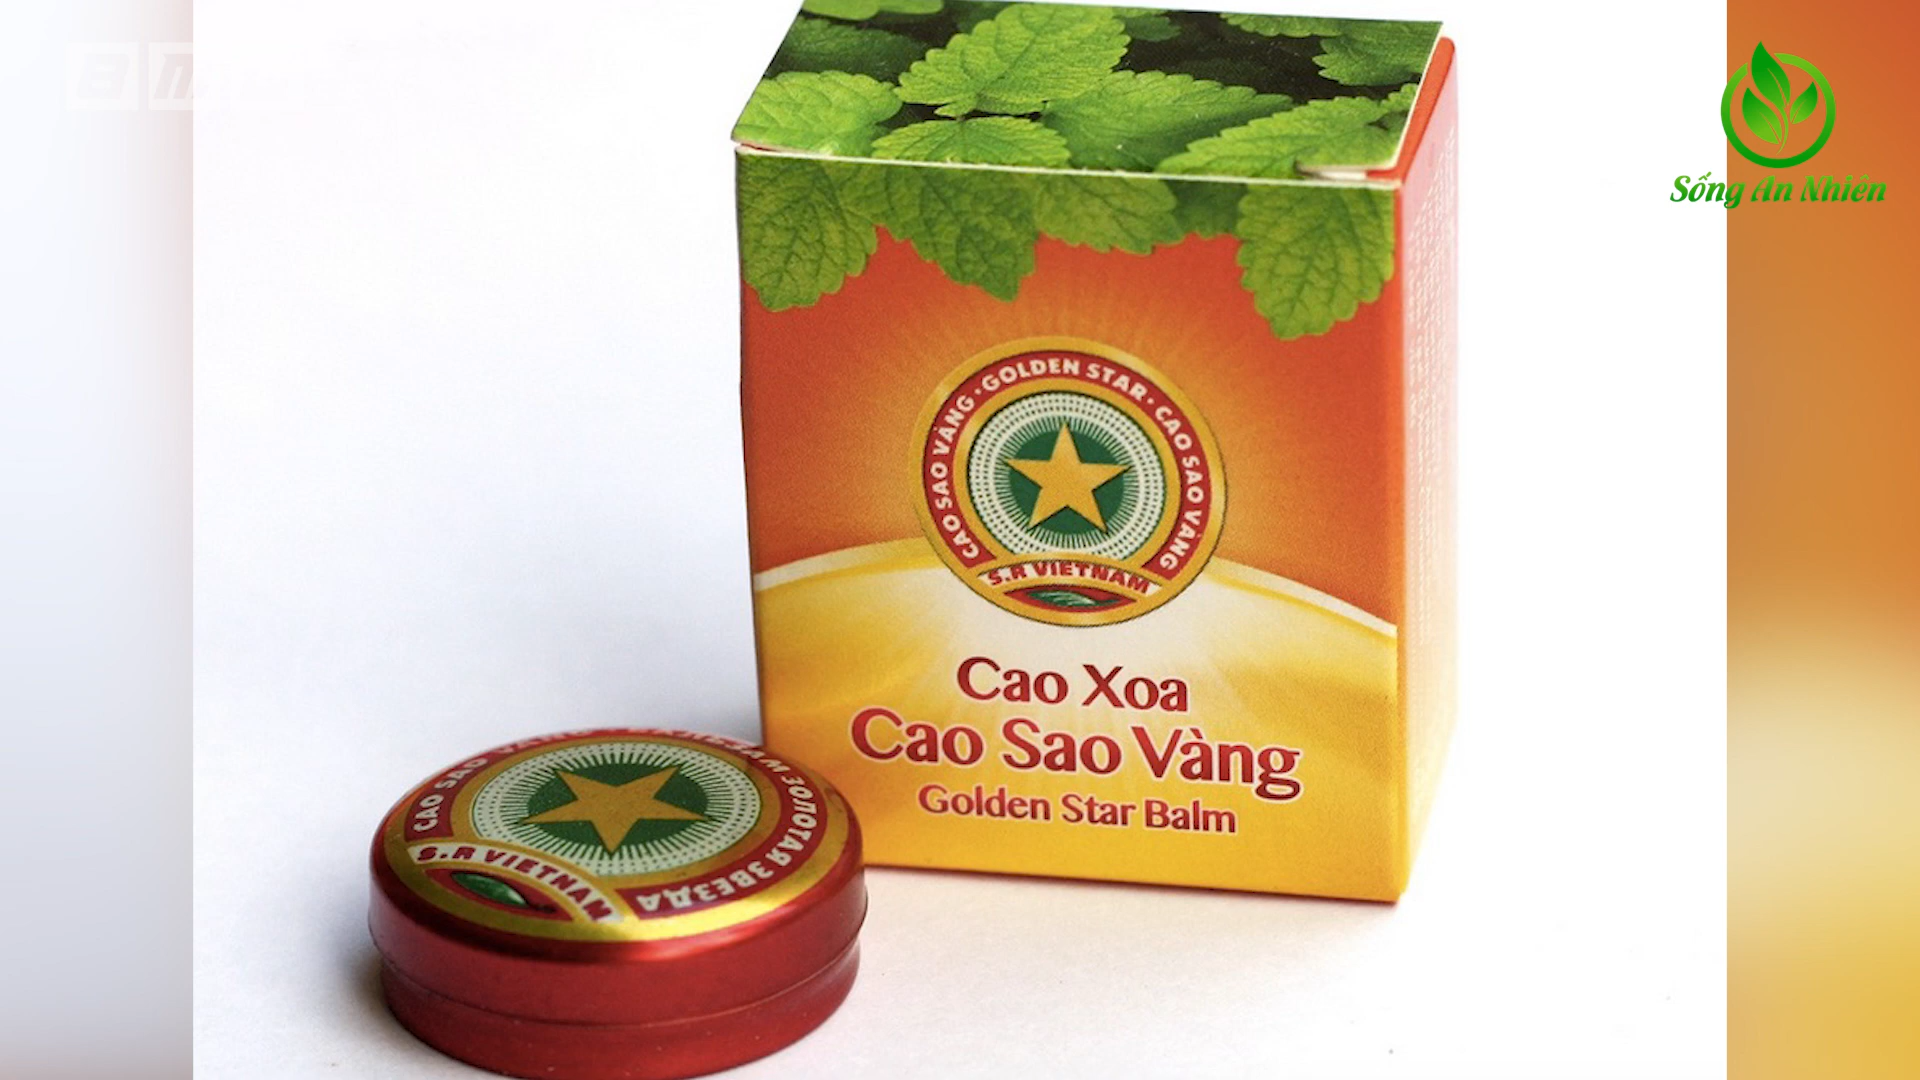 Sống An Nhiên
CAO SAO VÀNG · GOLDEN STAR · CAO SAO VÀNG
S.R VIETNAM
Cao Xoa
Cao Sao Vàng
Golden Star Balm
CAO SAO VÀNG · ЗОЛОТАЯ ЗВЕЗДА
S.R VIETNAM